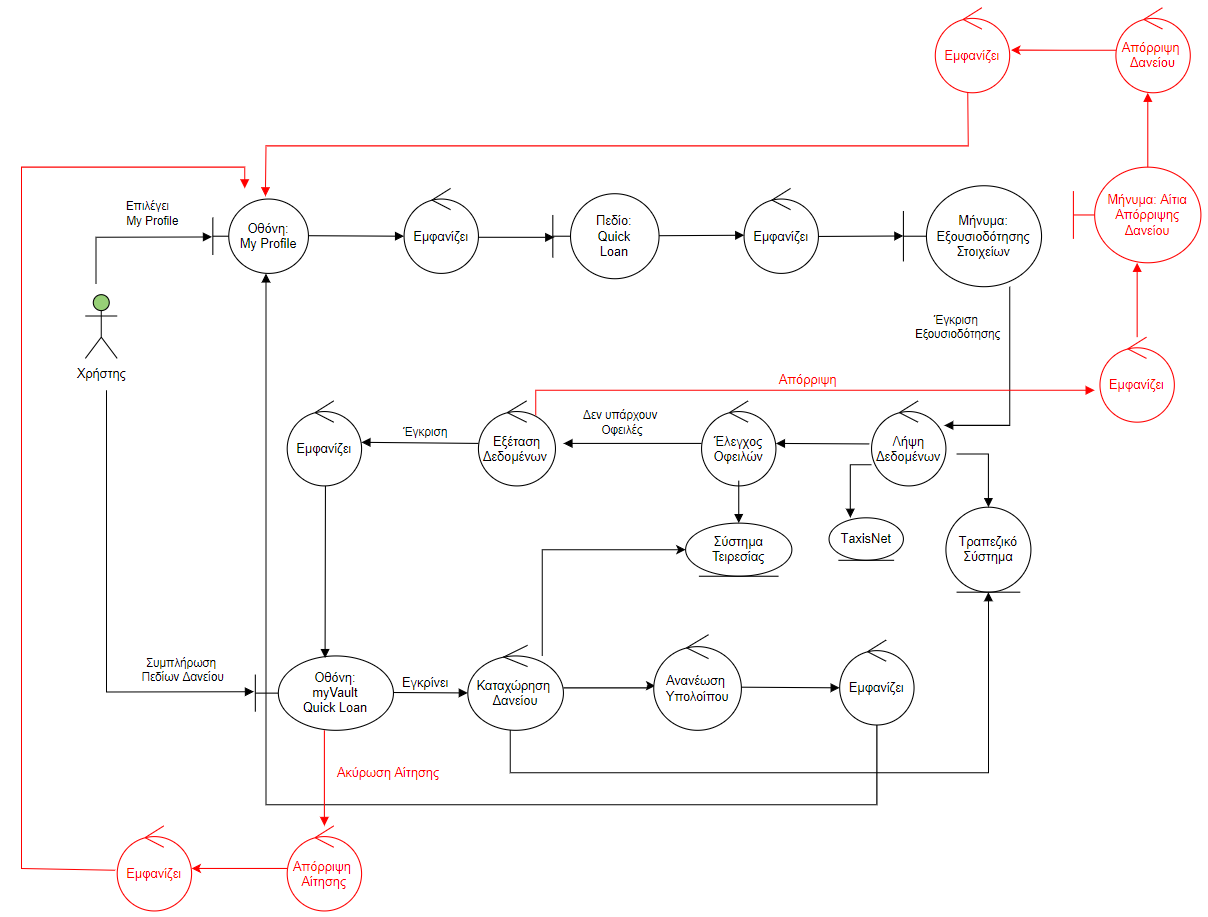 Εμφανίζει
Απόρριψη
Δανείου
Επιλέγει
My Profile
Οθόνη:
My Profile
Εμφανίζει
Πεδίο:
Quick
Loan
Εμφανίζει
Μήνυμα:
Εξουσιοδότησης
Στοιχείων
Μήνυμα: Αίτια
Απόρριψης
Δανείου
Χρήστης
Έγκριση
Εξουσιοδότησης
Απόρριψη
Εμφανίζει
Εμφανίζει
Έγκριση
Εξέταση
Δεδομένων
Δεν υπάρχουν
Οφειλές
Έλεγχος
Οφειλών
Λήψη
Δεδομένων
Σύστημα
Τειρεσίας
TaxisNet
Τραπεζικό
Σύστημα
Συμπλήρωση
Πεδίων Δανείου
Οθόνη:
myVault
Quick Loan
Εγκρίνει
Καταχώρηση
Δανείου
Ανανέωση
Υπολοίπου
Εμφανίζει
Ακύρωση Αίτησης
Εμφανίζει
Απόρριψη
Αίτησης